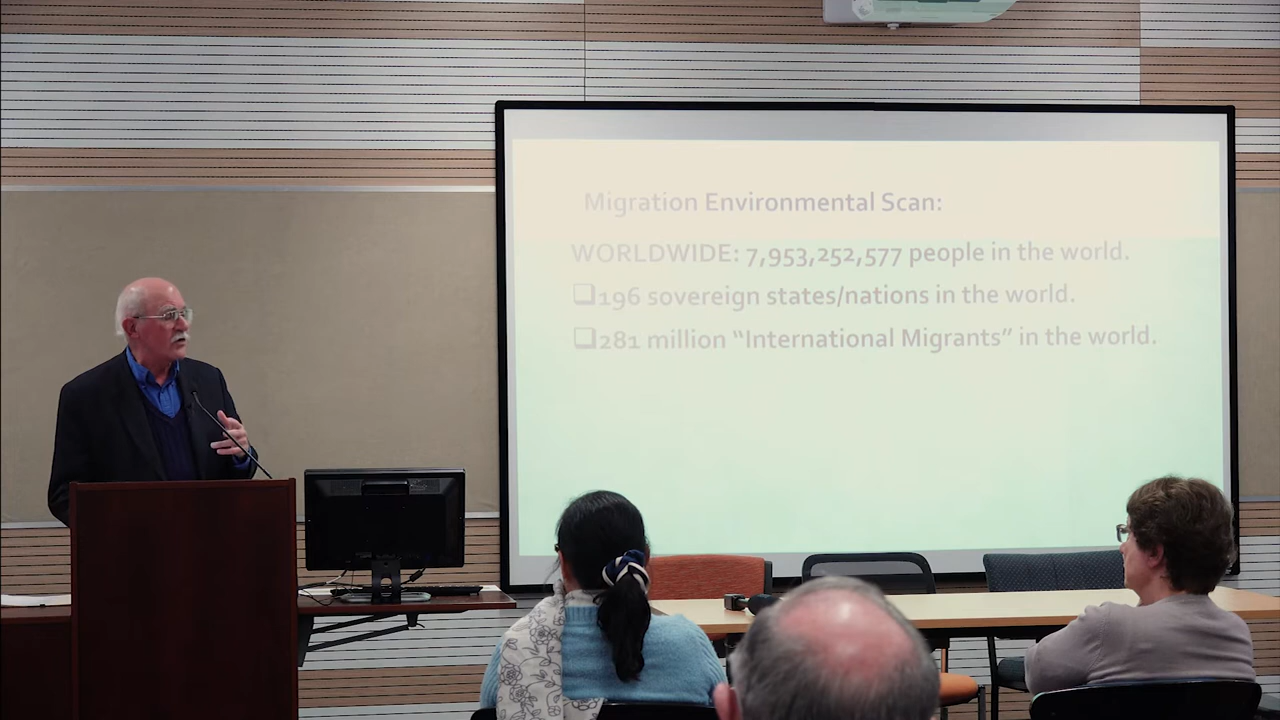 Migration Environmental Scan:
WORLDWIDE: 7,953,252,577 people in the world.
❑196 sovereign states/nations in the world.
❑281 million “International Migrants” in the world.